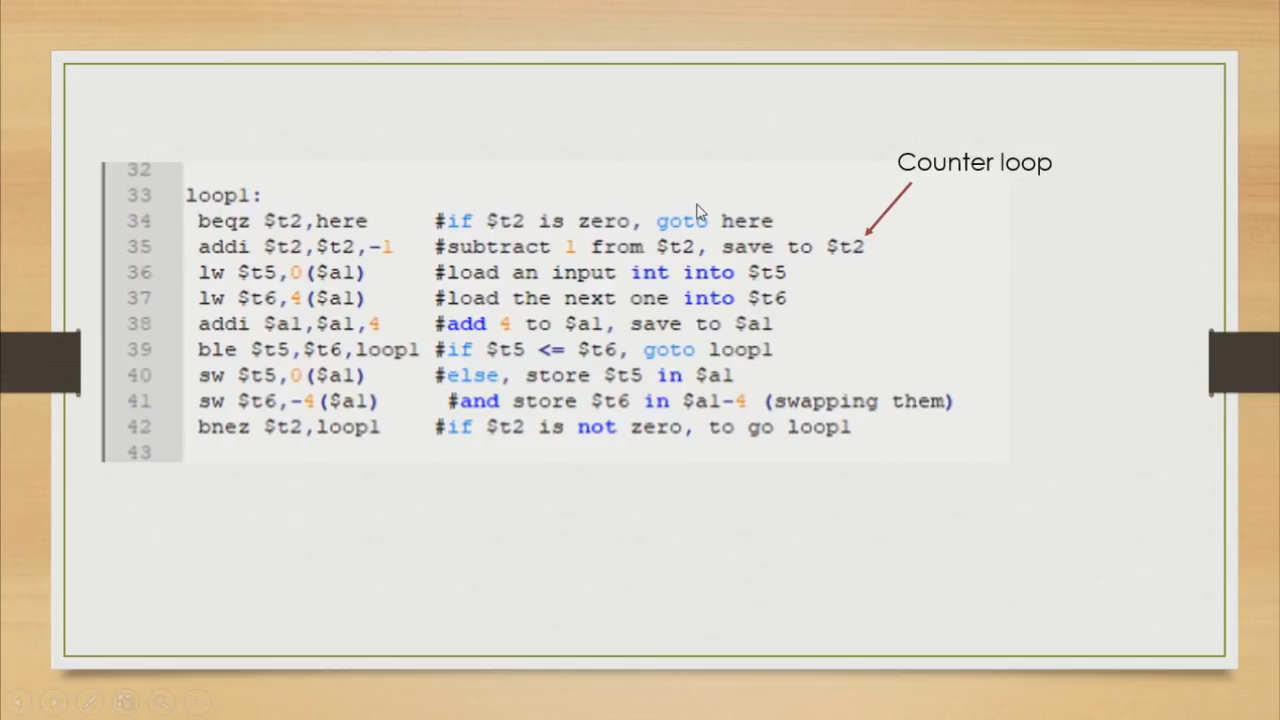 Counter loop
32
33 loop1:
34 beqz $t2,here #if $t2 is zero, goto here
35 addi $t2,$t2,-1 #subtract 1 from $t2, save to $t2
36 lw $t5,0($a1) #load an input int into $t5
37 lw $t6,4($a1) #load the next one into $t6
38 addi $a1,$a1,4 #add 4 to $a1, save to $a1
39 ble $t5,$t6,loop1 #if $t5 <= $t6, goto loop1
40 sw $t5,0($a1) #else, store $t5 in $a1
41 sw $t6,-4($a1) #and store $t6 in $a1-4 (swapping them)
42 bnez $t2,loop1 #if $t2 is not zero, to go loop1
43